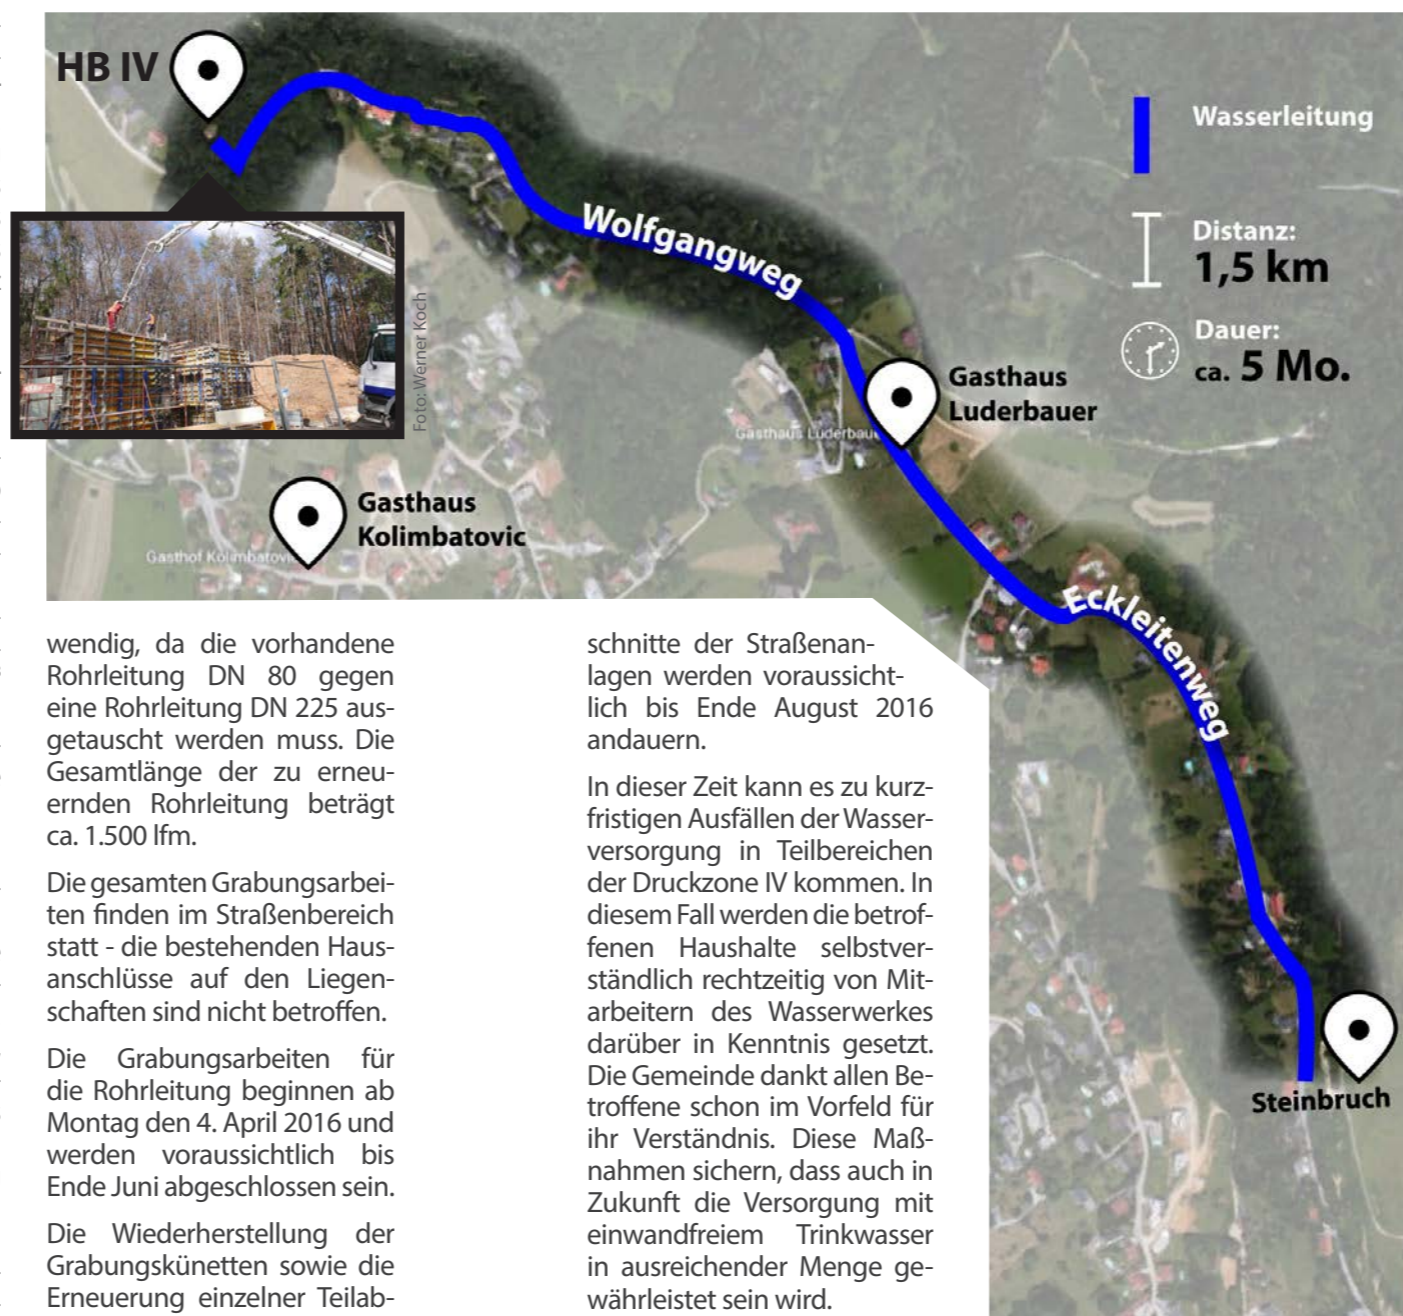 HB IV
Wasserleitung
Distanz:
1,5 km
Dauer:
ca. 5 Mo.
Wolfgangweg
Foto: Werner Koch
Gasthaus
Luderbauer
Gasthaus Luderbau
Gasthaus
Kolimbatovic
Gasthof Kolimbatovic
Eckleitenweg
Steinbruch
wendig, da die vorhandene
Rohrleitung DN 80 gegen
eine Rohrleitung DN 225 aus-
getauscht werden muss. Die
Gesamtlänge der zu erneu-
ernden Rohrleitung beträgt
ca. 1.500 lfm.
Die gesamten Grabungsarbei-
ten finden im Straßenbereich
statt - die bestehenden Haus-
anschlüsse auf den Liegen-
schaften sind nicht betroffen.
Die Grabungsarbeiten für
die Rohrleitung beginnen ab
Montag den 4. April 2016 und
werden voraussichtlich bis
Ende Juni abgeschlossen sein.
Die Wiederherstellung der
Grabungskünetten sowie die
Erneuerung einzelner Teilab-
schnitte der Straßenan-
lagen werden voraussicht-
lich bis Ende August 2016
andauern.
In dieser Zeit kann es zu kurz-
fristigen Ausfällen der Wasser-
versorgung in Teilbereichen
der Druckzone IV kommen. In
diesem Fall werden die betrof-
fenen Haushalte selbstver-
ständlich rechtzeitig von Mit-
arbeitern des Wasserwerkes
darüber in Kenntnis gesetzt.
Die Gemeinde dankt allen Be-
troffene schon im Vorfeld für
ihr Verständnis. Diese Maß-
nahmen sichern, dass auch in
Zukunft die Versorgung mit
einwandfreiem Trinkwasser
in ausreichender Menge ge-
währleistet sein wird.